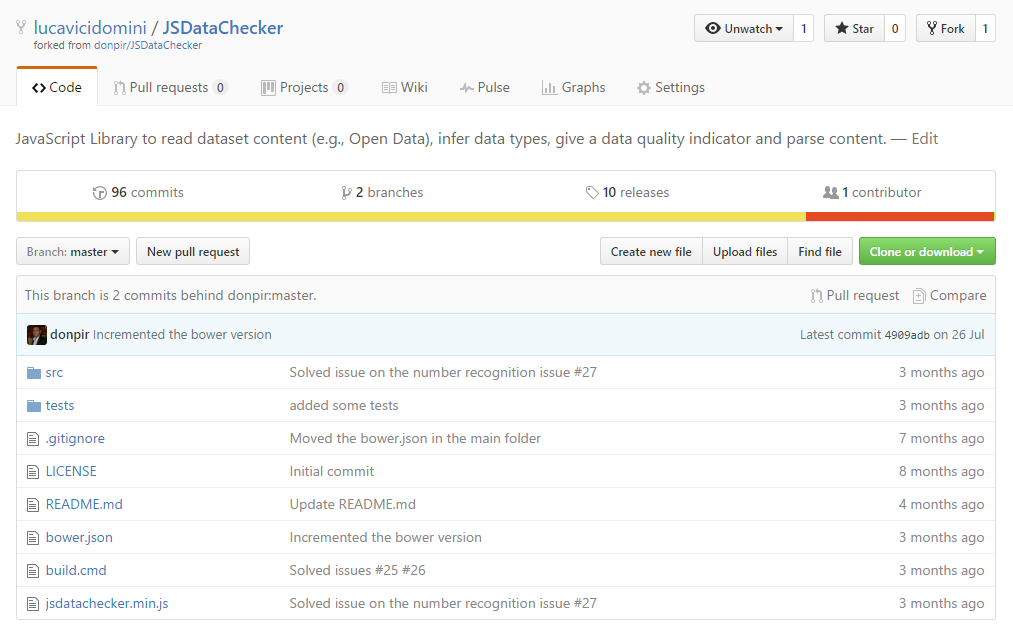 lucavicidomini / JSDataChecker Unwatch 1 Star 0 Fork 1
forked from donpir/JSDataChecker
Code Pull requests 0 Projects 0 Wiki Pulse Graphs Settings
JavaScript Library to read dataset content (e.g., Open Data), infer data types, give a data quality indicator and parse content. — Edit
96 commits 2 branches 10 releases 1 contributor
Branch: master New pull request Create new file Upload files Find file Clone or download
This branch is 2 commits behind donpir:master. Pull request Compare
donpir Incremented the bower version Latest commit 4909adb on 26 Jul
src Solved issue on the number recognition issue #27 3 months ago
tests added some tests 3 months ago
.gitignore Moved the bower.json in the main folder 7 months ago
LICENSE Initial commit 8 months ago
README.md Update README.md 4 months ago
bower.json Incremented the bower version 3 months ago
build.cmd Solved issues #25 #26 3 months ago
jsdatachecker.min.js Solved issue on the number recognition issue #27 3 months ago